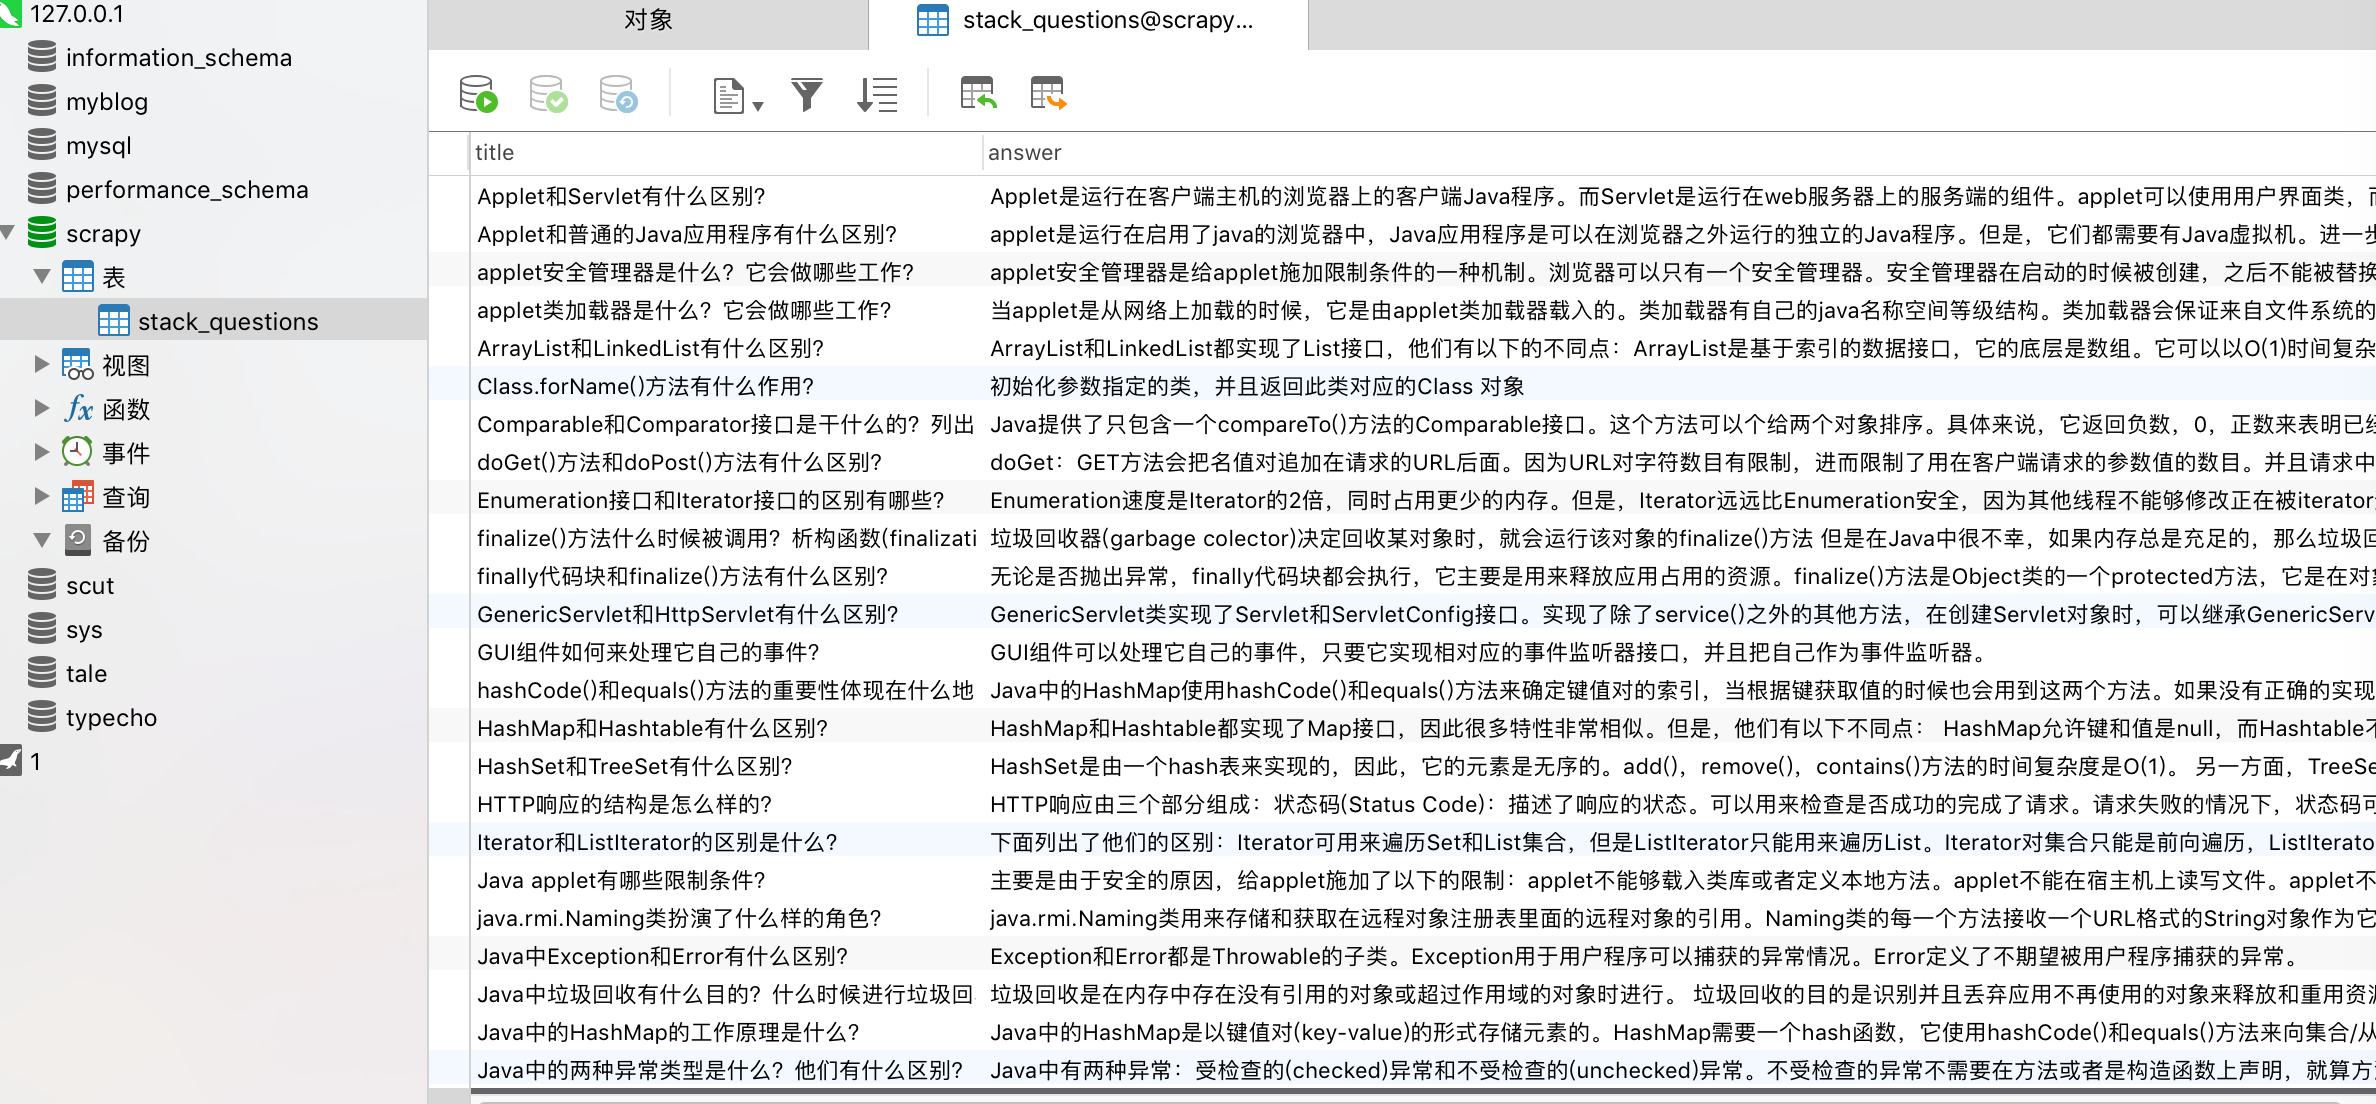 127.0.0.1
information_schema
myblog
mysql
performance_schema
scrapy
表
stack_questions
视图
fx 函数
事件
查询
备份
scut
sys
tale
typecho
1
对象
stack_questions@scrapy...
title answer
Applet和Servlet有什么区别? Applet是运行在客户端主机的浏览器上的客户端Java程序。而Servlet是运行在web服务器上的服务端的组件。applet可以使用用户界面类，而
Applet和普通的Java应用程序有什么区别? applet是运行在启用了java的浏览器中，Java应用程序是可以在浏览器之外运行的独立的Java程序。但是，它们都需要有Java虚拟机。进一步
applet安全管理器是什么？它会做哪些工作? applet安全管理器是给applet施加限制条件的一种机制。浏览器可以只有一个安全管理器。安全管理器在启动的时候被创建，之后不能被替换
applet类加载器是什么？它会做哪些工作? 当applet是从网络上加载的时候，它是由applet类加载器载入的。类加载器有自己的java名称空间等级结构。类加载器会保证来自文件系统的
ArrayList和LinkedList有什么区别? ArrayList和LinkedList都实现了List接口，他们有以下的不同点：ArrayList是基于索引的数据接口，它的底层是数组。它可以以O(1)时间复杂
Class.forName()方法有什么作用? 初始化参数指定的类，并且返回此类对应的Class 对象
Comparable和Comparator接口是干什么的？列出 Java提供了只包含一个compareTo()方法的Comparable接口。这个方法可以个给两个对象排序。具体来说，它返回负数，0，正数来表明已经
doGet()方法和doPost()方法有什么区别? doGet：GET方法会把名值对追加在请求的URL后面。因为URL对字符数目有限制，进而限制了用在客户端请求的参数值的数目。并且请求中
Enumeration接口和Iterator接口的区别有哪些? Enumeration速度是Iterator的2倍，同时占用更少的内存。但是，Iterator远远比Enumeration安全，因为其他线程不能够修改正在被iterator
finalize()方法什么时候被调用？析构函数(finalizati 垃圾回收器(garbage colector)决定回收某对象时，就会运行该对象的finalize()方法 但是在Java中很不幸，如果内存总是充足的，那么垃圾回
finally代码块和finalize()方法有什么区别? 无论是否抛出异常，finally代码块都会执行，它主要是用来释放应用占用的资源。finalize()方法是Object类的一个protected方法，它是在对象
GenericServlet和HttpServlet有什么区别? GenericServlet类实现了Servlet和ServletConfig接口。实现了除了service()之外的其他方法，在创建Servlet对象时，可以继承GenericServ
GUI组件如何来处理它自己的事件? GUI组件可以处理它自己的事件，只要它实现相对应的事件监听器接口，并且把自己作为事件监听器。
hashCode()和equals()方法的重要性体现在什么地 Java中的HashMap使用hashCode()和equals()方法来确定键值对的索引，当根据键获取值的时候也会用到这两个方法。如果没有正确的实现
HashMap和Hashtable有什么区别? HashMap和Hashtable都实现了Map接口，因此很多特性非常相似。但是，他们有以下不同点： HashMap允许键和值是null，而Hashtable不
HashSet和TreeSet有什么区别? HashSet是由一个hash表来实现的，因此，它的元素是无序的。add()，remove()，contains()方法的时间复杂度是O(1)。 另一方面，TreeSe
HTTP响应的结构是怎么样的? HTTP响应由三个部分组成：状态码(Status Code)：描述了响应的状态。可以用来检查是否成功的完成了请求。请求失败的情况下，状态码可
Iterator和ListIterator的区别是什么? 下面列出了他们的区别：Iterator可用来遍历Set和List集合，但是ListIterator只能用来遍历List。Iterator对集合只能是前向遍历，ListIterato
Java applet有哪些限制条件? 主要是由于安全的原因，给applet施加了以下的限制：applet不能够载入类库或者定义本地方法。applet不能在宿主机上读写文件。applet不
java.rmi.Naming类扮演了什么样的角色? java.rmi.Naming类用来存储和获取在远程对象注册表里面的远程对象的引用。Naming类的每一个方法接收一个URL格式的String对象作为它
Java中Exception和Error有什么区别? Exception和Error都是Throwable的子类。Exception用于用户程序可以捕获的异常情况。Error定义了不期望被用户程序捕获的异常。
Java中垃圾回收有什么目的？什么时候进行垃圾回 垃圾回收是在内存中存在没有引用的对象或超过作用域的对象时进行。 垃圾回收的目的是识别并且丢弃应用不再使用的对象来释放和重用资源
Java中的HashMap的工作原理是什么? Java中的HashMap是以键值对(key-value)的形式存储元素的。HashMap需要一个hash函数，它使用hashCode()和equals()方法来向集合/从
Java中的两种异常类型是什么？他们有什么区别? Java中有两种异常：受检查的(checked)异常和不受检查的(unchecked)异常。不受检查的异常不需要在方法或者是构造函数上声明，就算方法